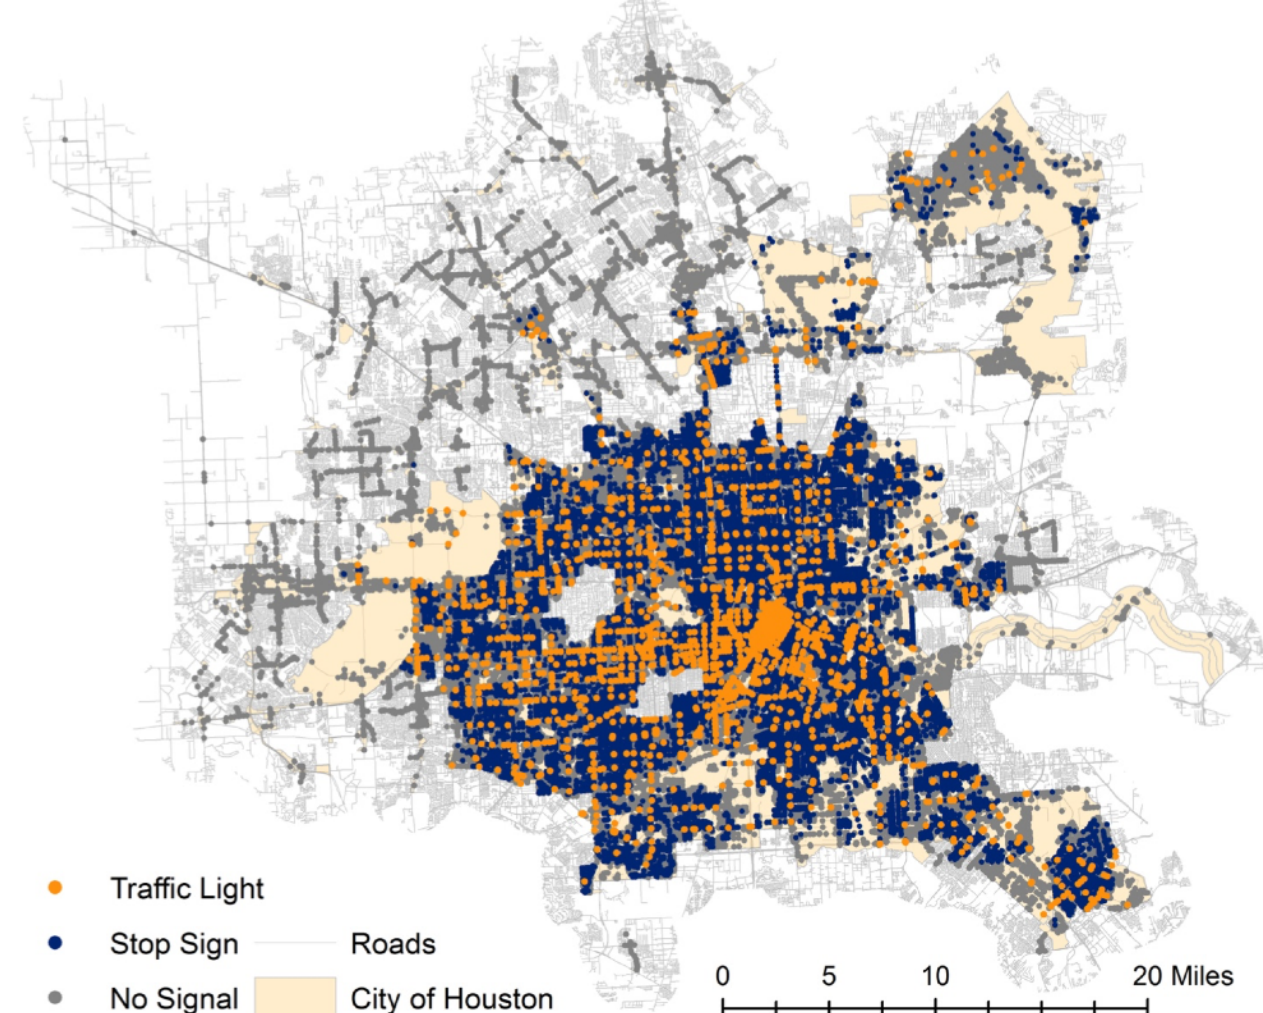 Traffic Light
Stop Sign
Roads
No Signal
City of Houston
0 5 10 20 Miles